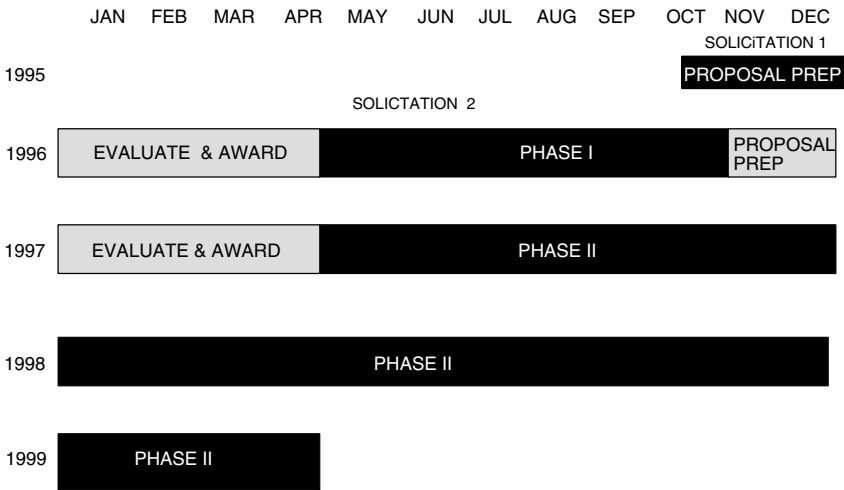 JAN FEB MAR APR MAY JUN JUL AUG SEP OCT NOV DEC
SOLICiTATION 1
1995 PROPOSAL PREP
SOLICTATION 2
1996 EVALUATE & AWARD PHASE I PROPOSAL
PREP
1997 EVALUATE & AWARD PHASE II
1998 PHASE II
1999 PHASE II